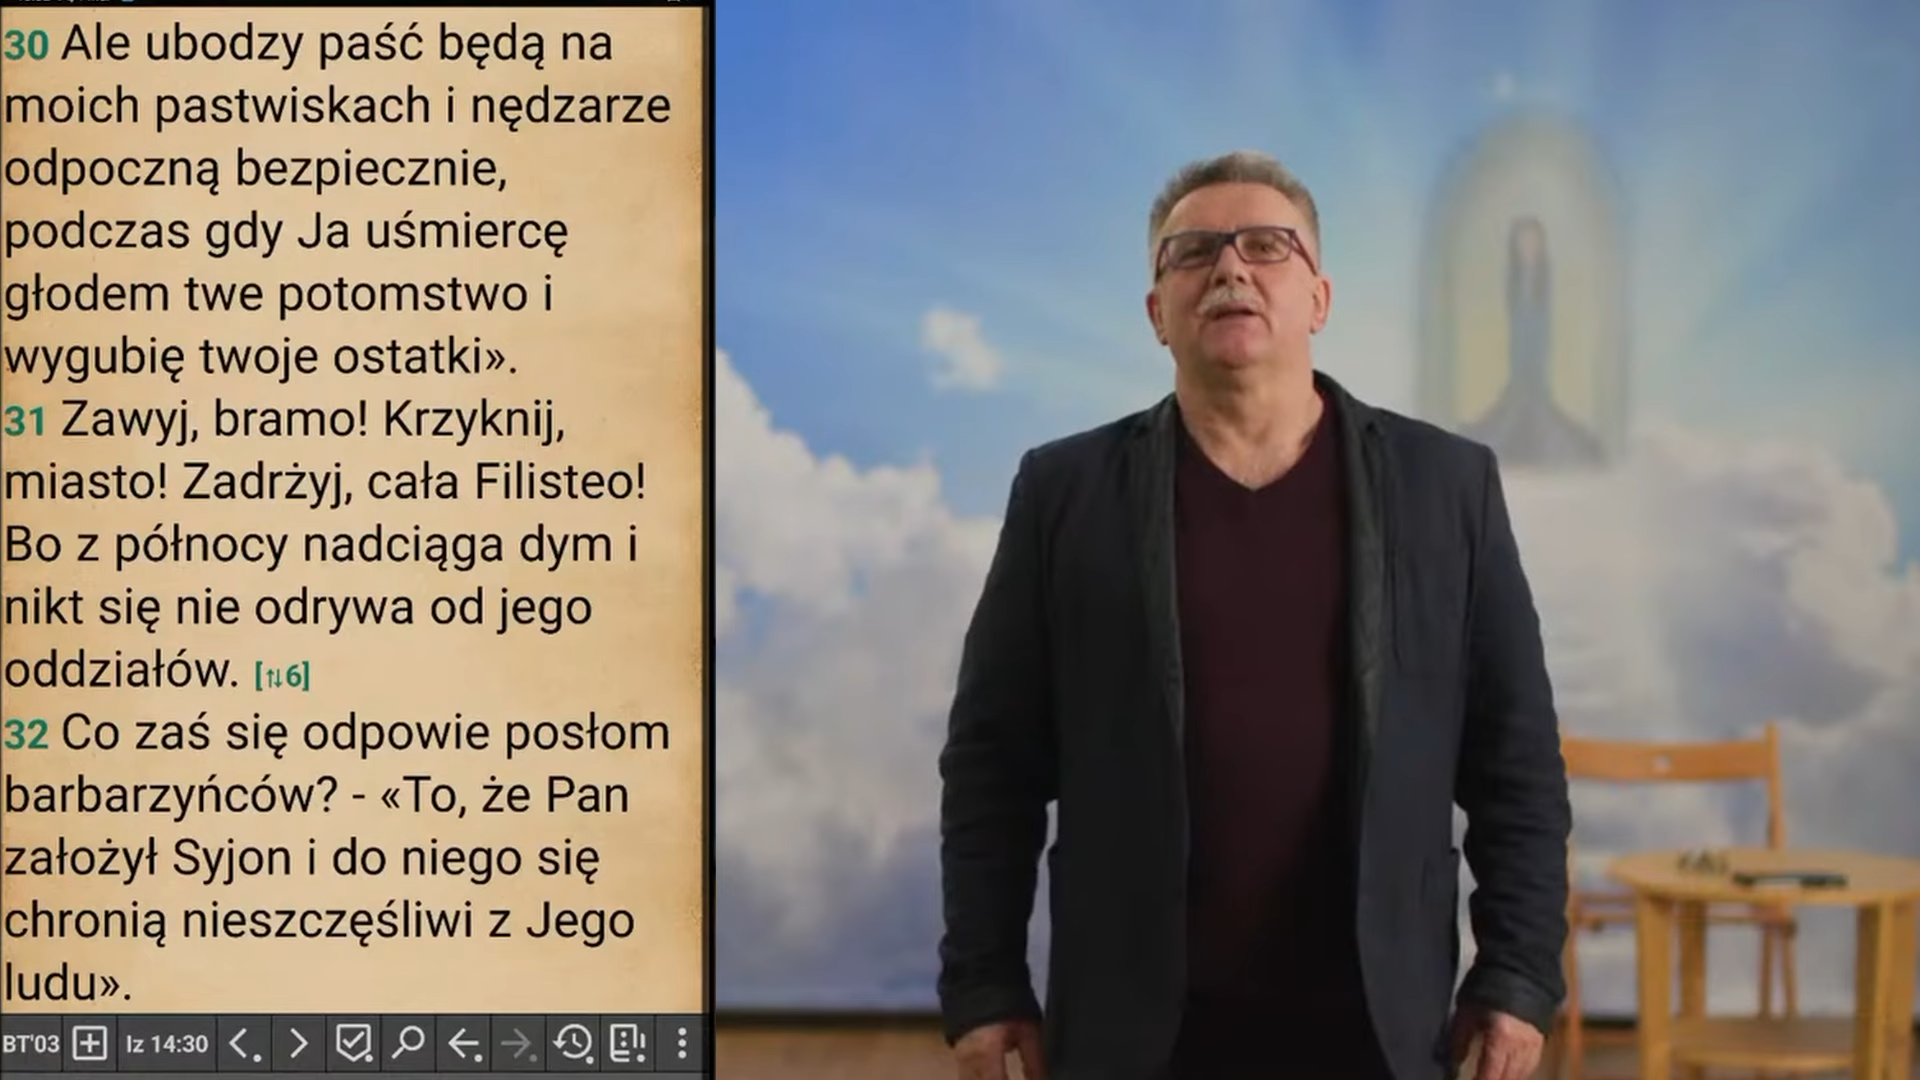 30 Ale ubodzy paść będą na
moich pastwiskach i nędzarze
odpoczną bezpiecznie,
podczas gdy Ja uśmiercę
głodem twe potomstwo i
wygubię twoje ostatki».
31 Zawyj, bramo! Krzyknij,
miasto! Zadrżyj, cała Filisteo!
Bo z północy nadciąga dym i
nikt się nie odrywa od jego
oddziałów. [⇅6]
32 Co zaś się odpowie posłom
barbarzyńców? - «To, że Pan
założył Syjon i do niego się
chronią nieszczęśliwi z Jego
ludu».
BT'03 Iz 14:30